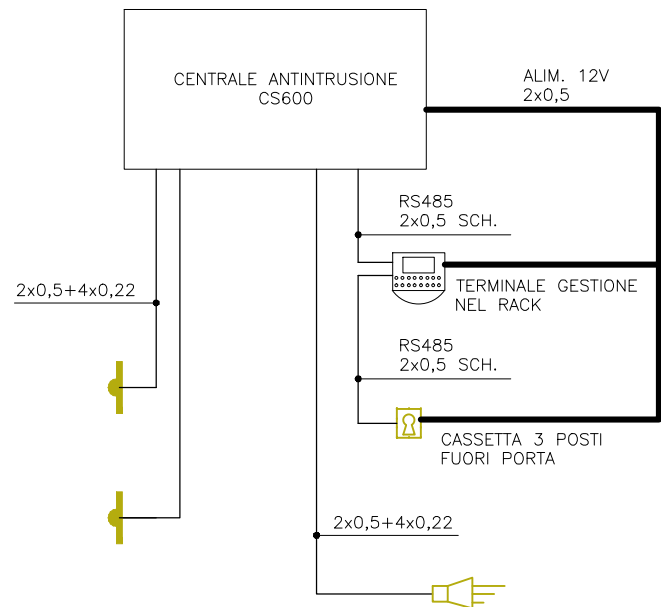 CENTRALE ANTINTRUSIONE
CS600
ALIM. 12V
2x0,5
RS485
2x0,5 SCH.
2x0,5+4x0,22
TERMINALE GESTIONE
NEL RACK
RS485
2x0,5 SCH.
CASSETTA 3 POSTI
FUORI PORTA
2x0,5+4x0,22